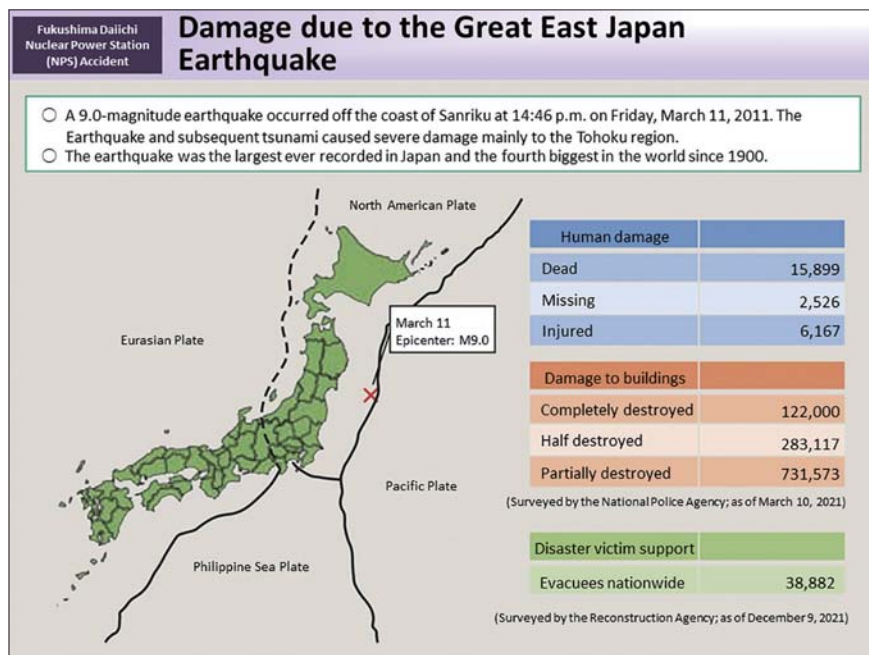 Fukushima Daiichi
Nuclear Power Station
(NPS) Accident
Damage due to the Great East Japan
Earthquake
○ A 9.0-magnitude earthquake occurred off the coast of Sanriku at 14:46 p.m. on Friday, March 11, 2011. The
Earthquake and subsequent tsunami caused severe damage mainly to the Tohoku region.
○ The earthquake was the largest ever recorded in Japan and the fourth biggest in the world since 1900.
North American Plate
Eurasian Plate
March 11
Epicenter: M9.0
Pacific Plate
Philippine Sea Plate
Human damage
Dead 15,899
Missing 2,526
Injured 6,167
Damage to buildings
Completely destroyed 122,000
Half destroyed 283,117
Partially destroyed 731,573
(Surveyed by the National Police Agency; as of March 10, 2021)
Disaster victim support
Evacuees nationwide 38,882
(Surveyed by the Reconstruction Agency; as of December 9, 2021)